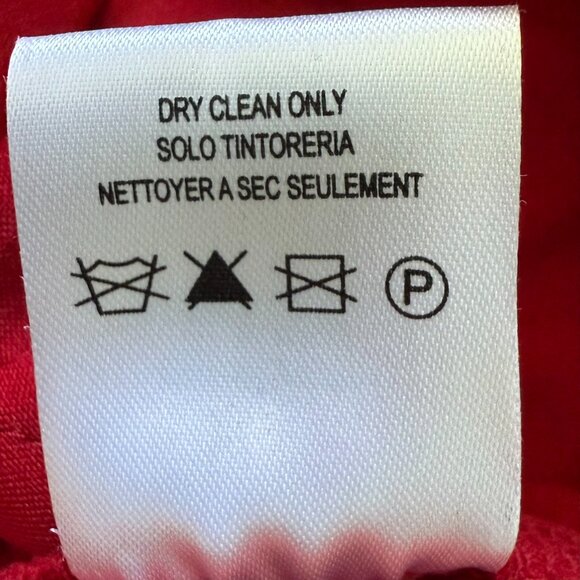 DRY CLEAN ONLY
SOLO TINTORERIA
NETTOYER A SEC SEULEMENT
P